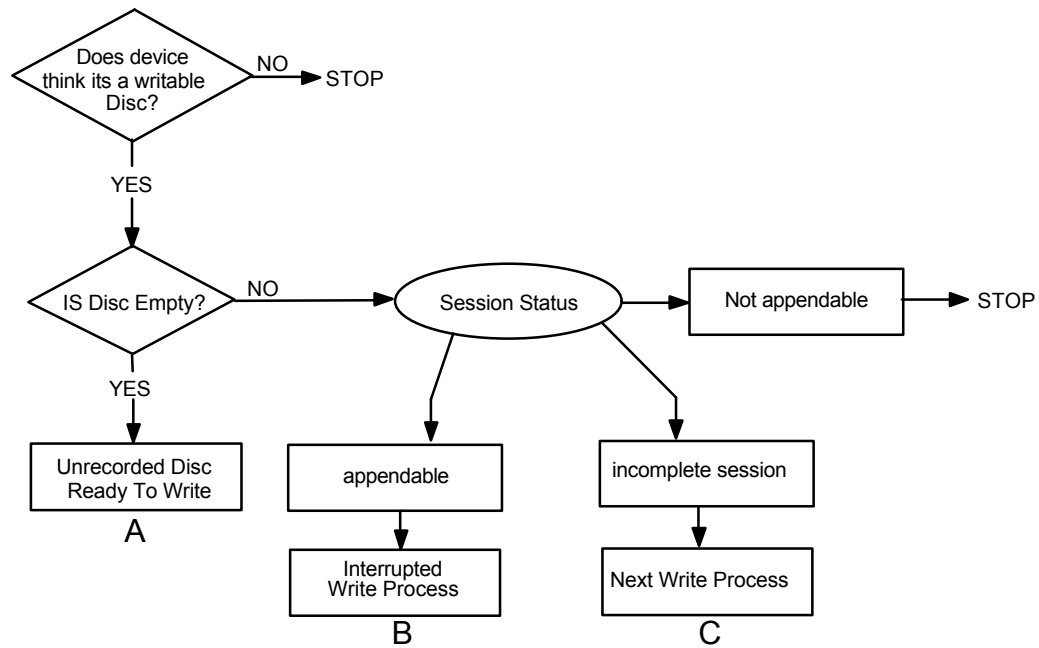 Does device
think its a writable
Disc?
NO
STOP
YES
IS Disc Empty?
NO
Session Status
Not appendable
STOP
YES
Unrecorded Disc
Ready To Write
A
appendable
incomplete session
Interrupted
Write Process
B
Next Write Process
C